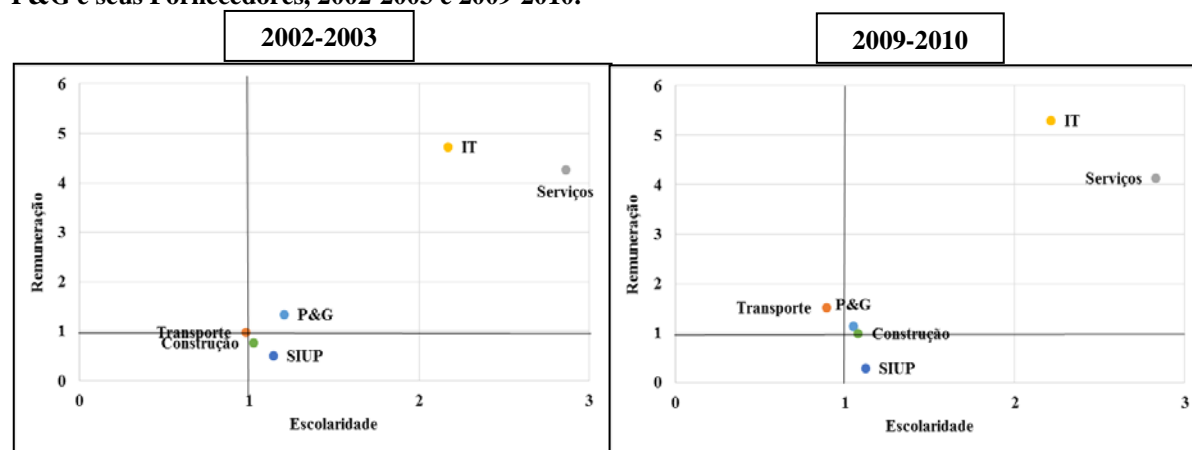 P&G e seus Fornecedores, 2002-2003 e 2009-2010.
2002-2003
6
5
4
3
2
1
0
0
1
2
3
Remuneração
Escolaridade
IT
Serviços
P&G
Transporte
Construção
SIUP
2009-2010
6
5
4
3
2
1
0
0
1
2
3
Remuneração
Escolaridade
IT
Serviços
P&G
Transporte
Construção
SIUP